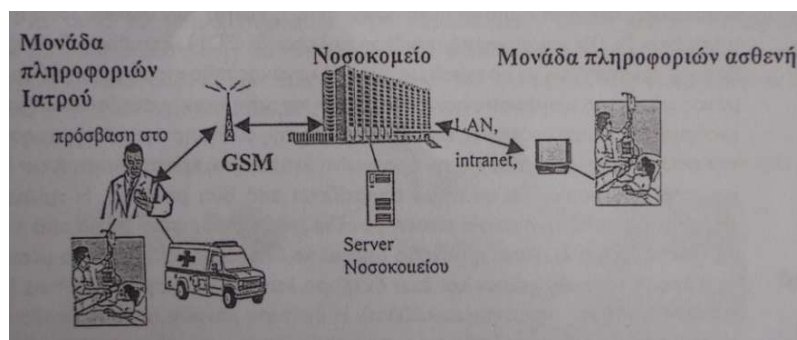 Μονάδα
πληροφοριών
Ιατρού
πρόσβαση στο
GSM
Νοσοκομείο
Server
Νοσοκομείου
LAN,
intranet,
Μονάδα πληροφοριών ασθενή